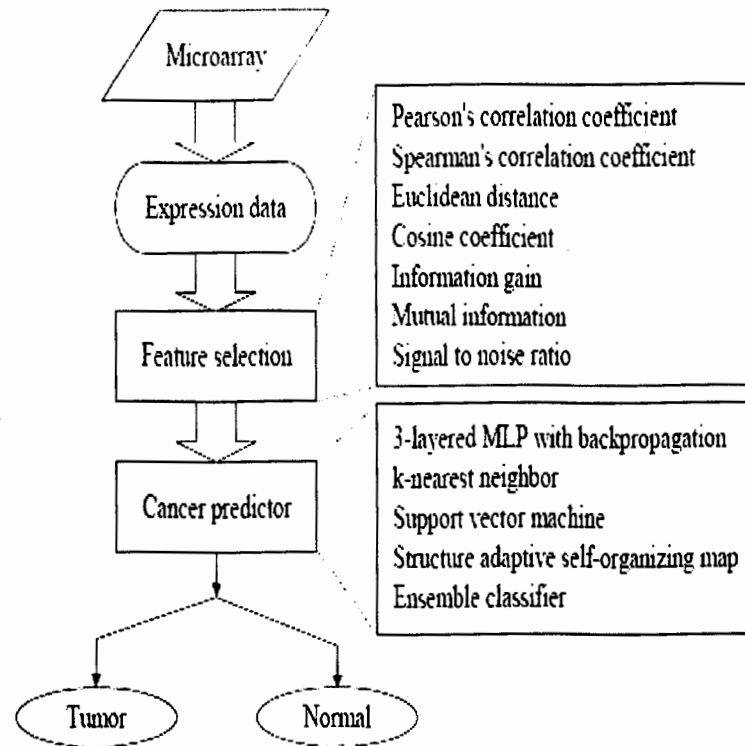 Microarray
Expression data
Feature selection
Cancer predictor
Tumor
Normal
Pearson's correlation coefficient
Spearman's correlation coefficient
Euclidean distance
Cosine coefficient
Information gain
Mutual information
Signal to noise ratio
3-layered MLP with backpropagation
k-nearest neighbor
Support vector machine
Structure adaptive self-organizing map
Ensemble classifier